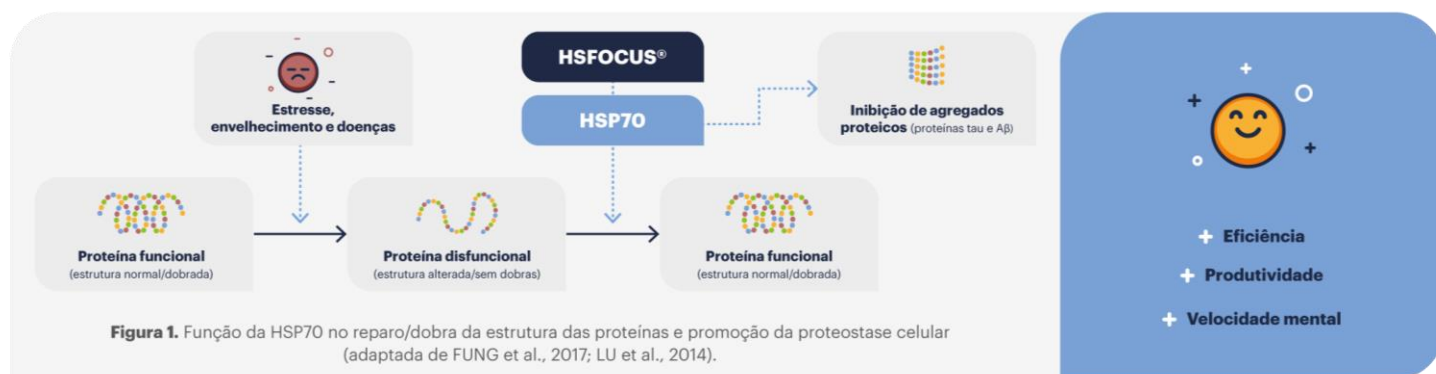 Estresse,
envelhecimento e doenças
HSFOCUS®
HSP70
Inibição de agregados
proteicos (proteínas tau e Aβ)
Proteína funcional
(estrutura normal/dobrada)
Proteína disfuncional
(estrutura alterada/sem dobras)
Proteína funcional
(estrutura normal/dobrada)
Figura 1. Função da HSP70 no reparo/dobra da estrutura das proteínas e promoção da proteostase celular
(adaptada de FUNG et al., 2017; LU et al., 2014).
+ Eficiência
+ Produtividade
+ Velocidade mental